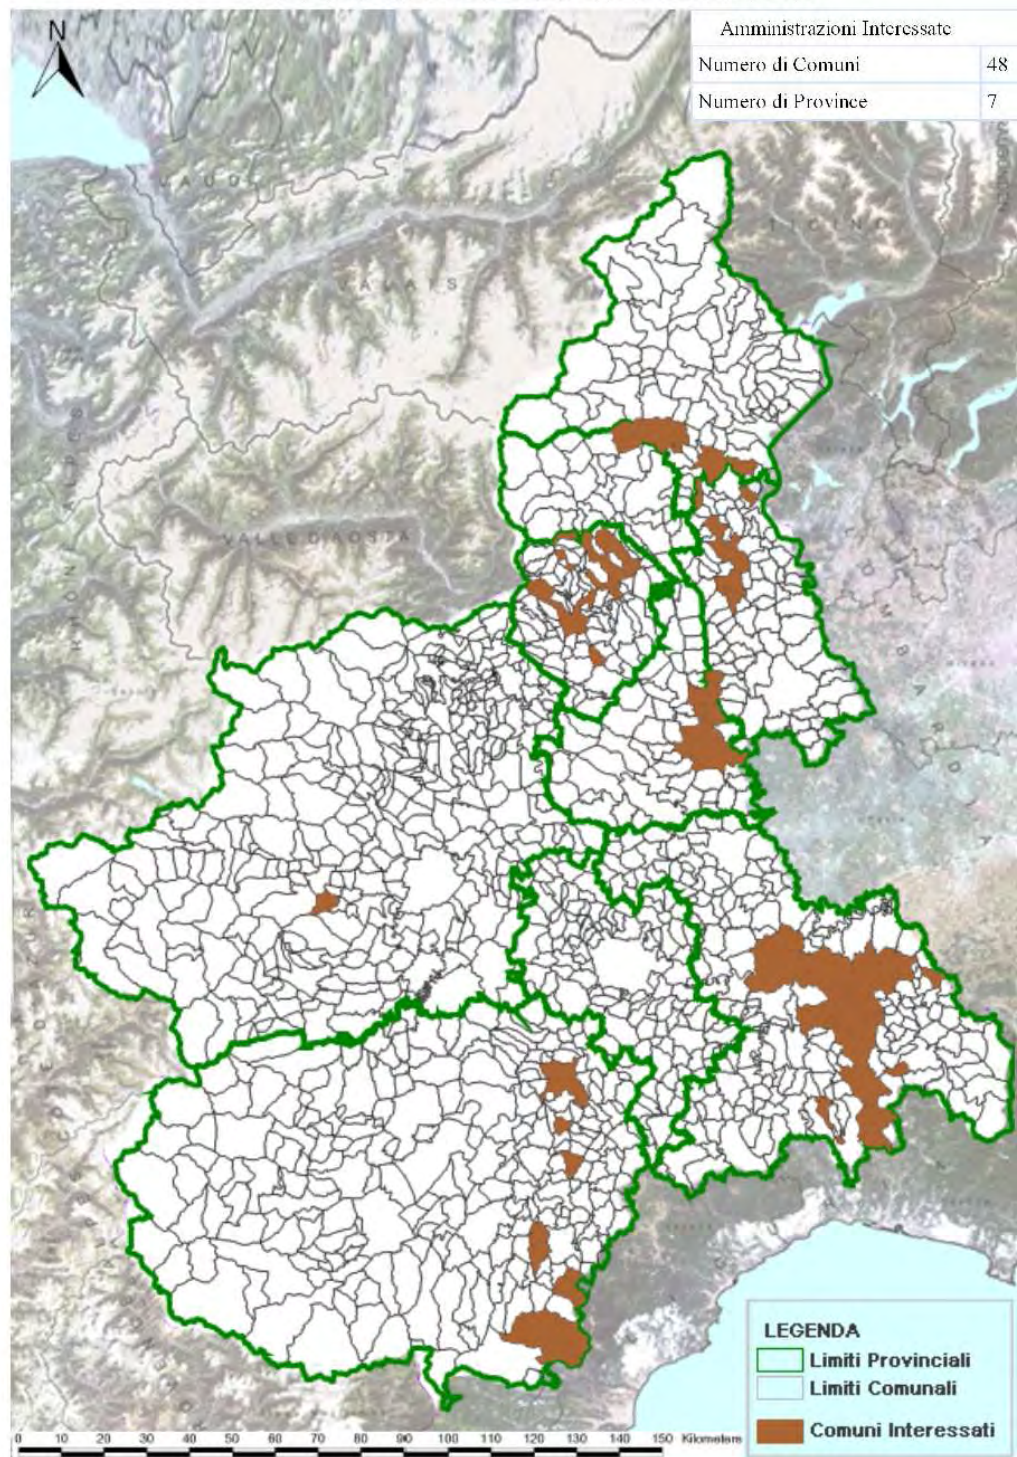 N
Amministrazioni Interessate
Numero di Comuni 48
Numero di Province 7
VAUD
TICINO
VALAIS
VALLE D'AOSTA
LEGENDA
Limiti Provinciali
Limiti Comunali
Comuni Interessati
0 10 20 30 40 50 60 70 80 90 100 110 120 130 140 150 Kilometers